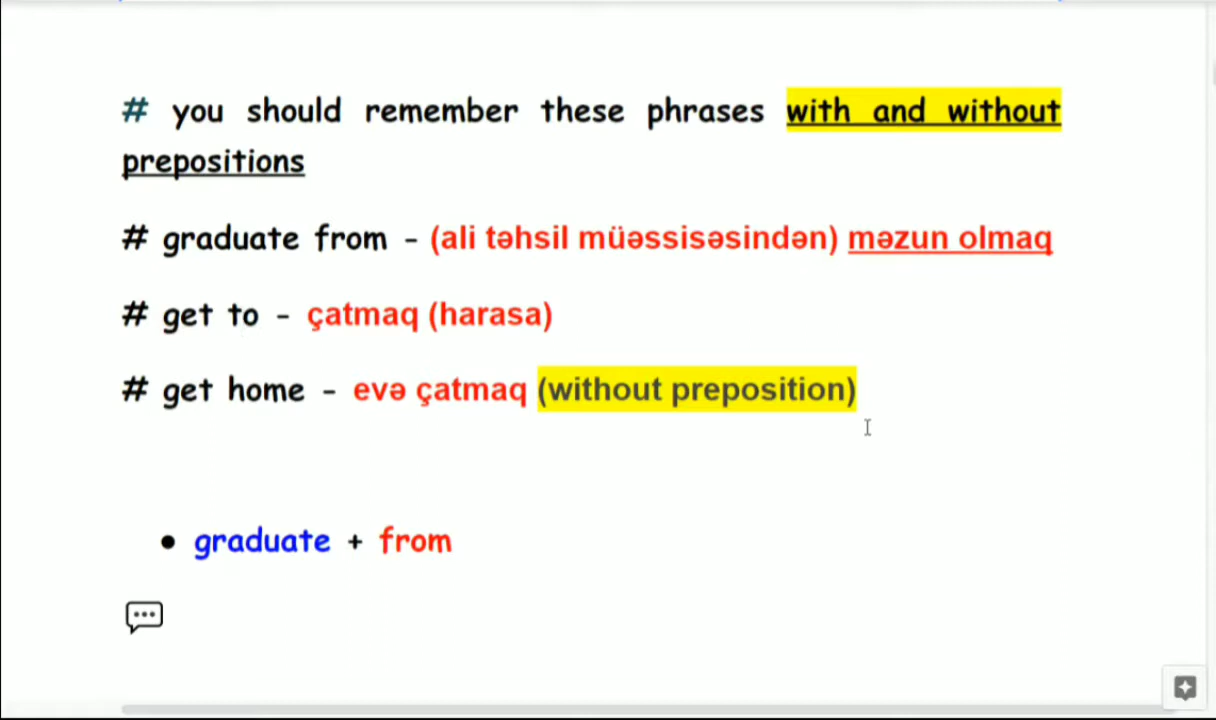 # you should remember these phrases with and without
prepositions
# graduate from - (ali təhsil müəssisəsindən) məzun olmaq
# get to - çatmaq (harasa)
# get home - evə çatmaq (without preposition)
● graduate + from